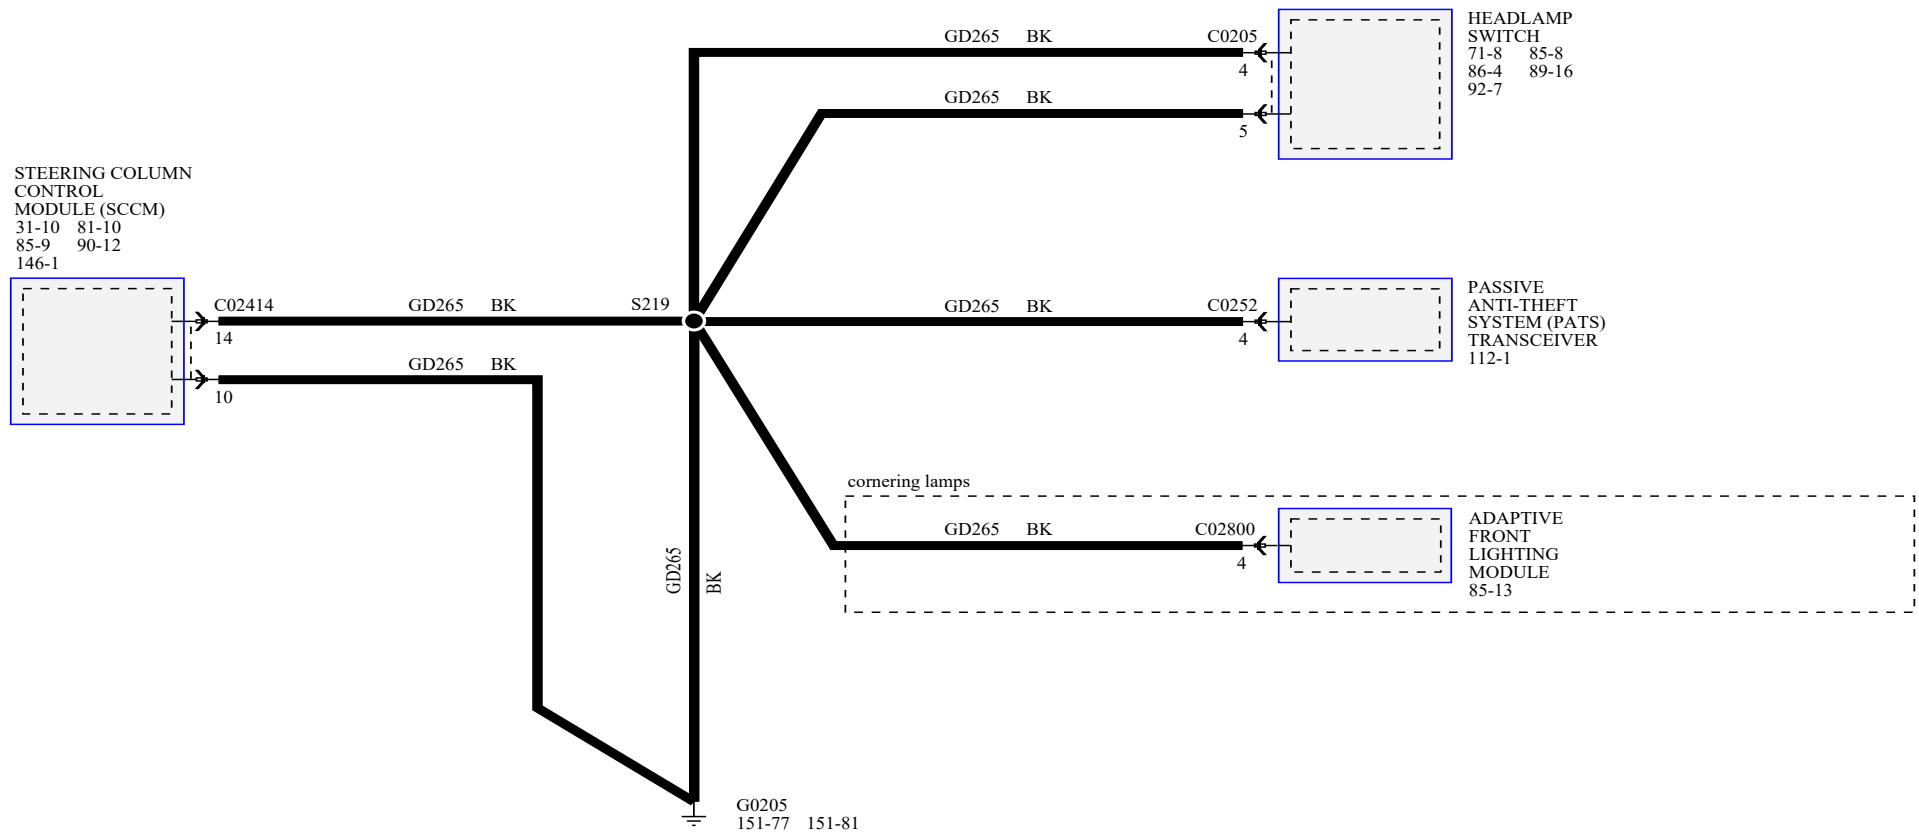 GD265 BK C0205
4
GD265 BK
5
HEADLAMP
SWITCH
71-8 85-8
86-4 89-16
92-7
STEERING COLUMN
CONTROL
MODULE (SCCM)
31-10 81-10
85-9 90-12
146-1
C02414 GD265 BK S219
14
GD265 BK
10
GD265 BK C0252
4
PASSIVE
ANTI-THEFT
SYSTEM (PATS)
TRANSCEIVER
112-1
cornering lamps
GD265 BK C02800
4
ADAPTIVE
FRONT
LIGHTING
MODULE
85-13
GD265
BK
G0205
151-77 151-81